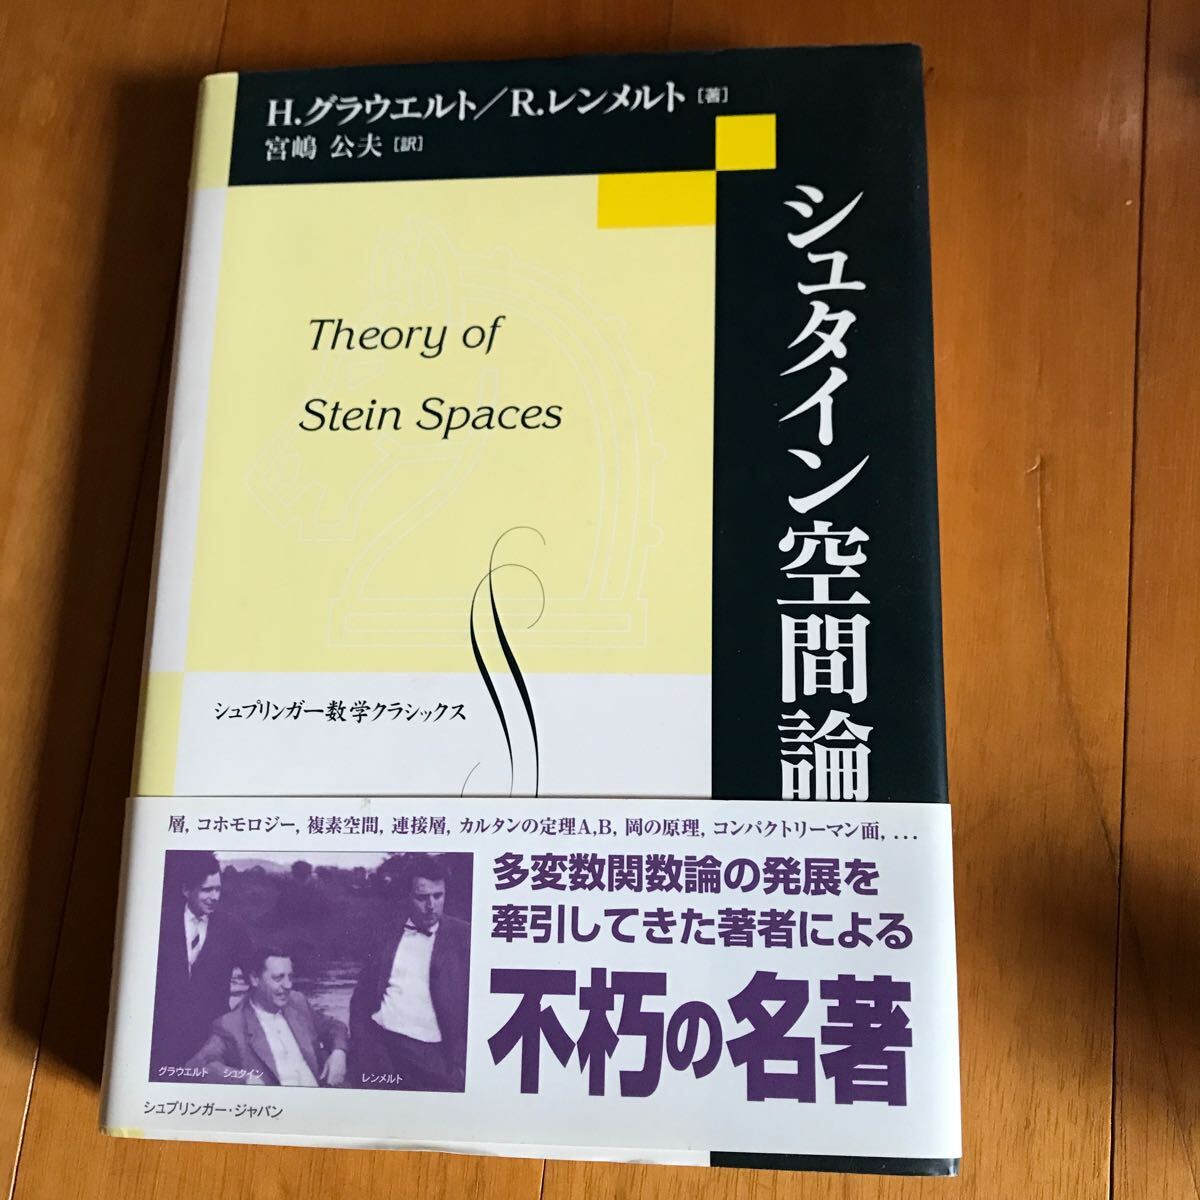 H.グラウエルト／R.レンメルト［著］
宮嶋 公夫［訳］
シュタイン空間論
Theory of
Stein Spaces
シュプリンガー数学クラシックス
層, コホモロジー, 複素空間, 連接層, カルタンの定理A,B, 岡の原理, コンパクトリーマン面, ...
多変数関数論の発展を
牽引してきた著者による
不朽の名著
グラウエルト シュタイン レンメルト
シュプリンガー・ジャパン